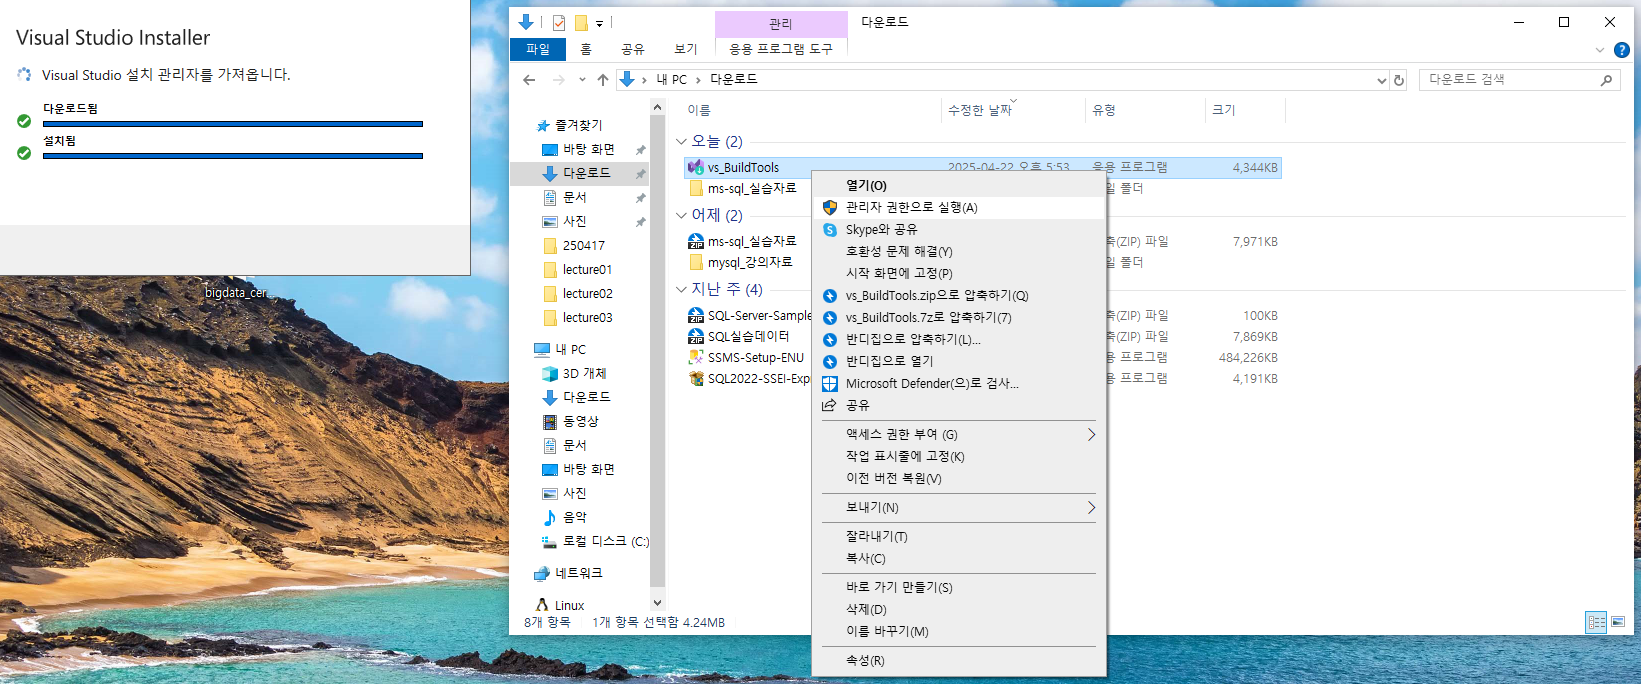 Visual Studio Installer
Visual Studio 설치 관리자를 가져옵니다.
다운로드됨
설치됨
bigdata_cer...
관리
다운로드
파일
홈
공유
보기
응용 프로그램 도구
내 PC
다운로드
다운로드 검색
즐겨찾기
바탕 화면
다운로드
문서
사진
250417
lecture01
lecture02
lecture03
내 PC
3D 개체
다운로드
동영상
문서
바탕 화면
사진
음악
로컬 디스크 (C:)
네트워크
Linux
이름
수정한 날짜
유형
크기
오늘 (2)
vs_BuildTools
2025-04-22 오후 5:53
응용 프로그램
4,344KB
ms-sql_실습자료
일 폴더
어제 (2)
ms-sql_실습자료
축(ZIP) 파일
7,971KB
mysql_강의자료
일 폴더
지난 주 (4)
SQL-Server-Sample
축(ZIP) 파일
100KB
SQL실습데이터
축(ZIP) 파일
7,869KB
SSMS-Setup-ENU
용 프로그램
484,226KB
SQL2022-SSEI-Exp
용 프로그램
4,191KB
열기(O)
관리자 권한으로 실행(A)
Skype와 공유
호환성 문제 해결(Y)
시작 화면에 고정(P)
vs_BuildTools.zip으로 압축하기(Q)
vs_BuildTools.7z로 압축하기(7)
반디집으로 압축하기(L)...
반디집으로 열기
Microsoft Defender(으)로 검사...
공유
액세스 권한 부여 (G)
작업 표시줄에 고정(K)
이전 버전 복원(V)
보내기(N)
잘라내기(T)
복사(C)
바로 가기 만들기(S)
삭제(D)
이름 바꾸기(M)
속성(R)
8개 항목
1개 항목 선택함 4.24MB